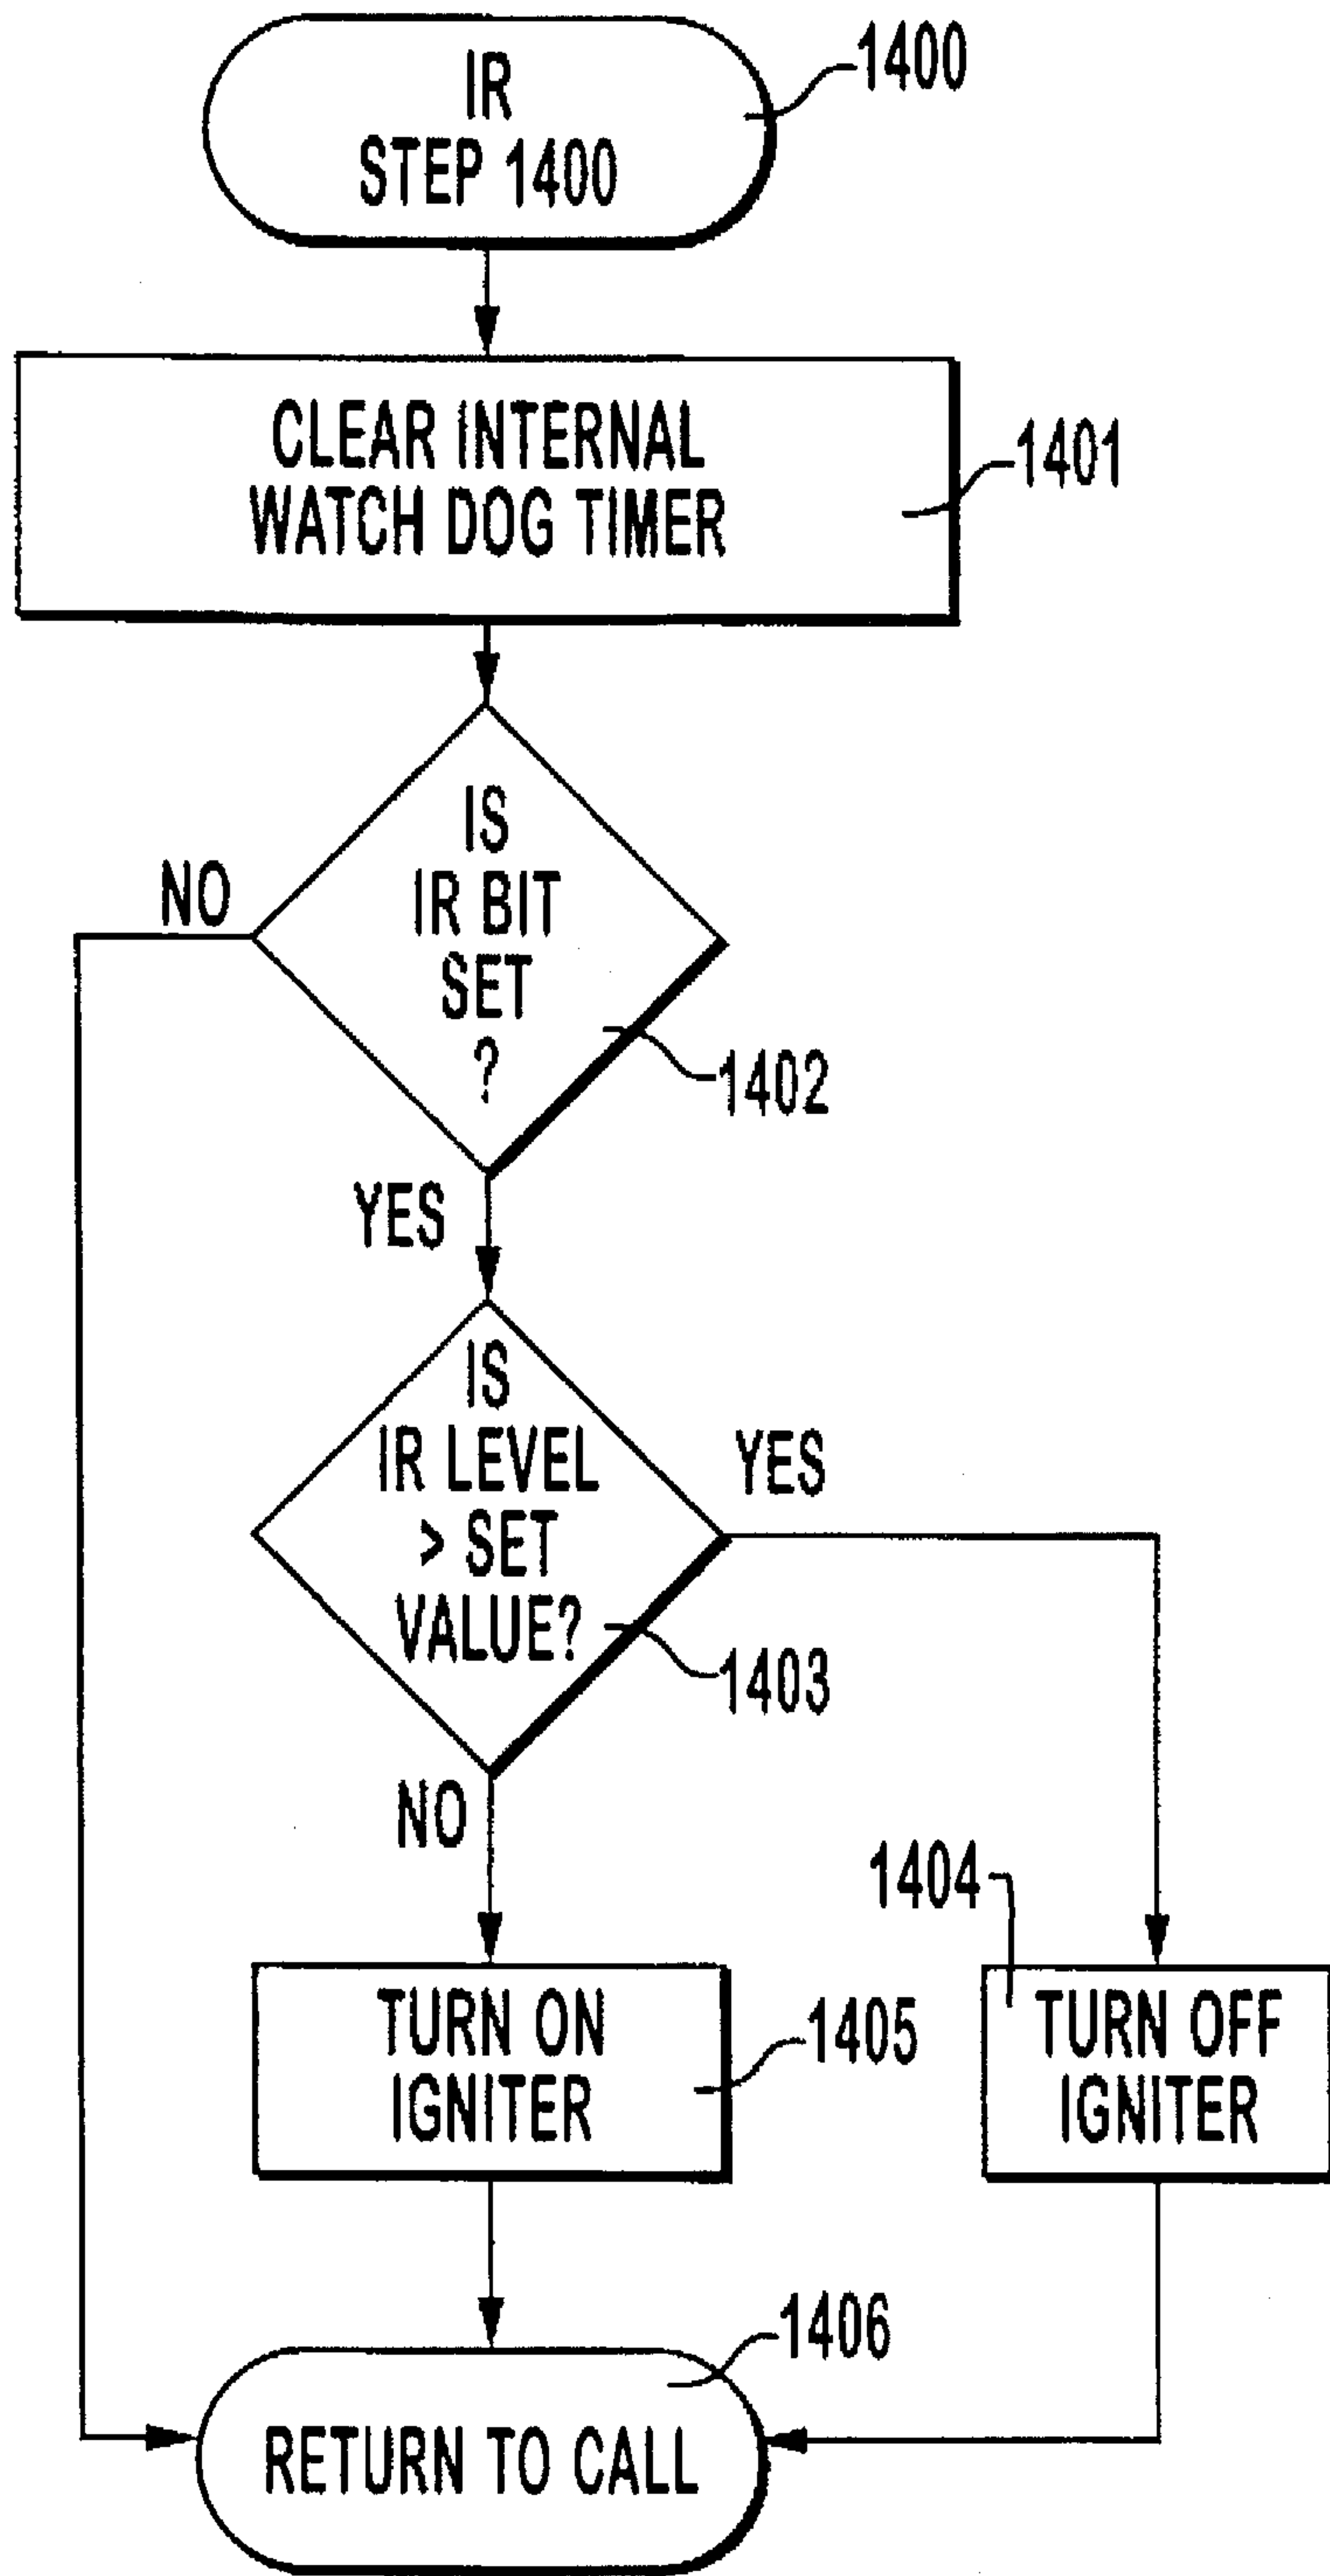 IR
STEP 1400
1400
CLEAR INTERNAL
WATCH DOG TIMER
1401
IS
IR BIT
SET
?
NO
1402
YES
IS
IR LEVEL
> SET
VALUE?
YES
1403
NO
1404
TURN ON
IGNITER
1405
TURN OFF
IGNITER
1406
RETURN TO CALL